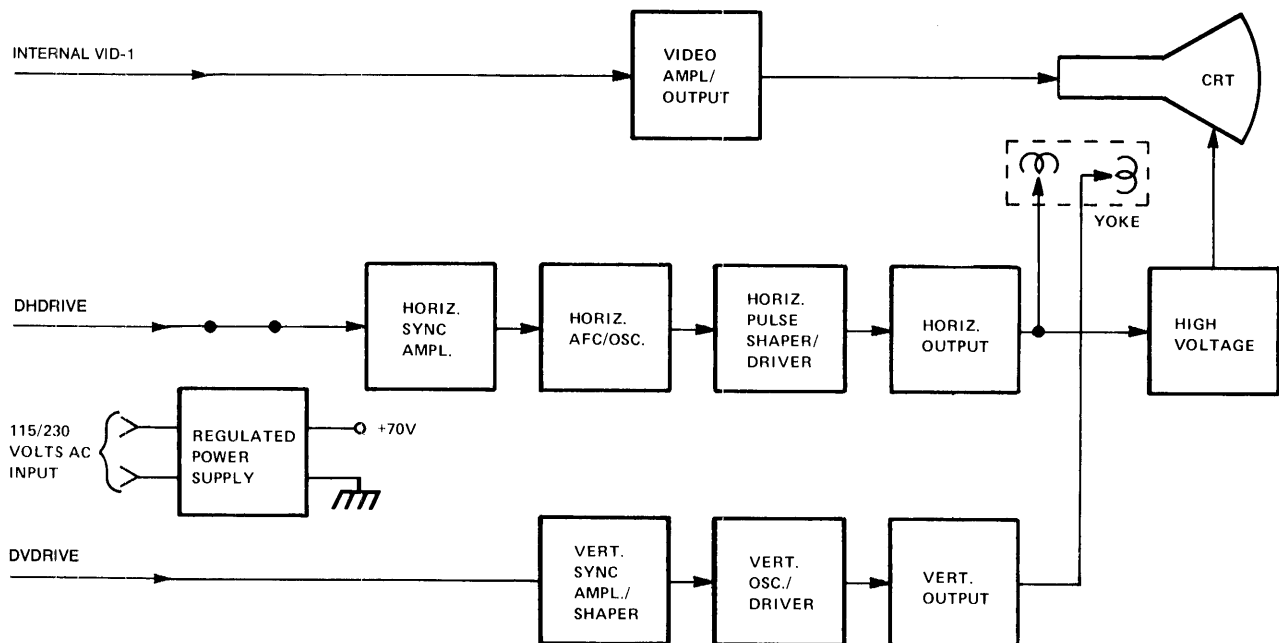 INTERNAL VID-1
VIDEO
AMPL/
OUTPUT
CRT
YOKE
DHDRIVE
HORIZ.
SYNC
AMPL.
HORIZ.
AFC/OSC.
HORIZ.
PULSE
SHAPER/
DRIVER
HORIZ.
OUTPUT
HIGH
VOLTAGE
115/230
VOLTS AC
INPUT
REGULATED
POWER
SUPPLY
+70V
DVDRIVE
VERT.
SYNC
AMPL./
SHAPER
VERT.
OSC./
DRIVER
VERT.
OUTPUT